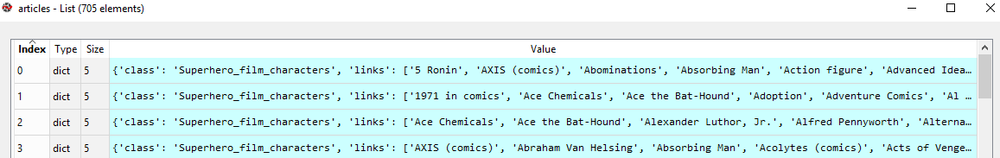 articles - List (705 elements)
Index Type Size Value
0 dict 5 {'class': 'Superhero_film_characters', 'links': ['5 Ronin', 'AXIS (comics)', 'Abominations', 'Absorbing Man', 'Action figure', 'Advanced Idea…
1 dict 5 {'class': 'Superhero_film_characters', 'links': ['1971 in comics', 'Ace Chemicals', 'Ace the Bat-Hound', 'Adoption', 'Adventure Comics', 'Al …
2 dict 5 {'class': 'Superhero_film_characters', 'links': ['Ace Chemicals', 'Ace the Bat-Hound', 'Alexander Luthor, Jr.', 'Alfred Pennyworth', 'Alterna…
3 dict 5 {'class': 'Superhero_film_characters', 'links': ['AXIS (comics)', 'Abraham Van Helsing', 'Absorbing Man', 'Acolytes (comics)', 'Acts of Venge…